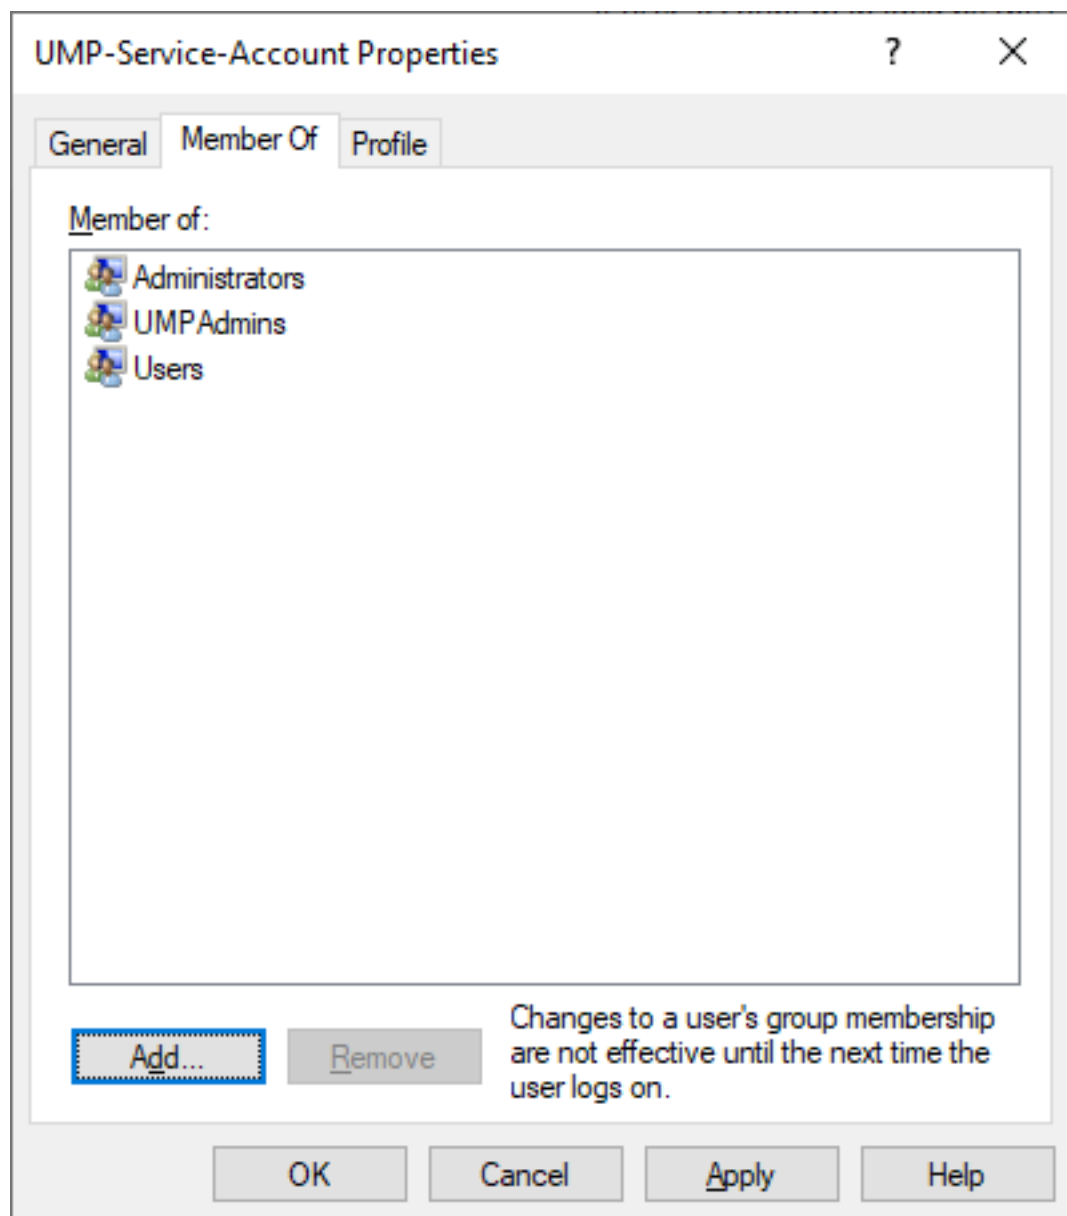 UMP-Service-Account Properties ?
General Member Of Profile
Member of:
Administrators
UMPAdmins
Users
Add... Remove
Changes to a user's group membership
are not effective until the next time the
user logs on.
OK Cancel Apply Help